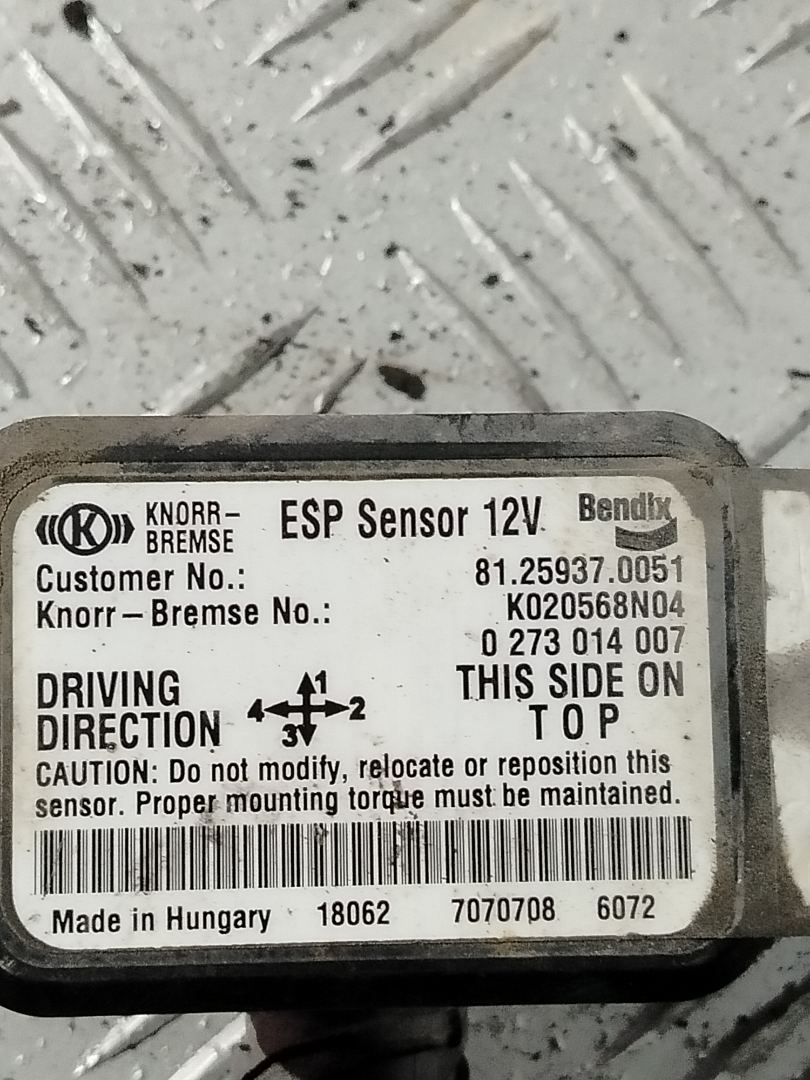 K KNORR-
BREMSE
ESP Sensor 12V
Bendix
Customer No.: 81.25937.0051
Knorr-Bremse No.: K020568N04
0 273 014 007
DRIVING
DIRECTION
1
4 2
3
THIS SIDE ON
TOP
CAUTION: Do not modify, relocate or reposition this
sensor. Proper mounting torque must be maintained.
Made in Hungary 18062 7070708 6072